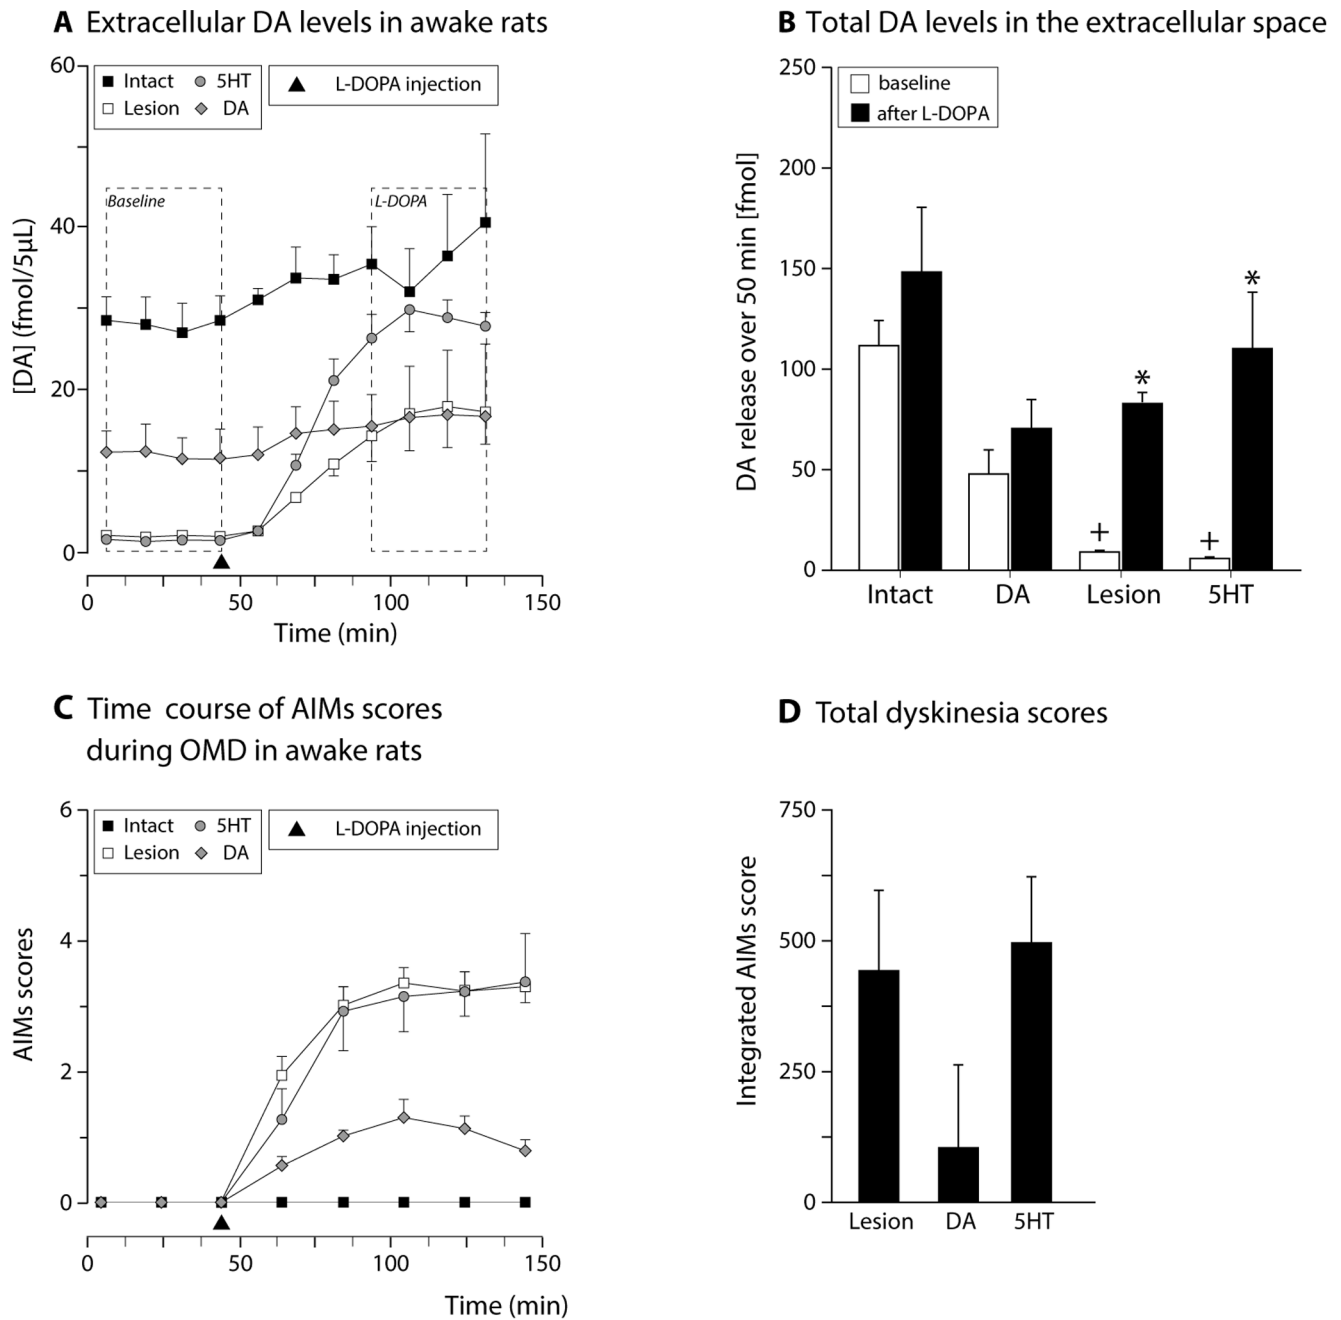 A Extracellular DA levels in awake rats
60
40
20
0
[DA] (fmol/5µL)
Intact 5HT
Lesion DA
L-DOPA injection
Baseline
L-DOPA
0 50 100 150
Time (min)
B Total DA levels in the extracellular space
250
200
150
100
50
0
DA release over 50 min [fmol]
baseline
after L-DOPA
*
*
+
+
Intact DA Lesion 5HT
C Time course of AIMs scores
during OMD in awake rats
6
4
2
0
AIMs scores
Intact 5HT
Lesion DA
L-DOPA injection
0 50 100 150
Time (min)
D Total dyskinesia scores
750
500
250
0
Integrated AIMs score
Lesion DA 5HT